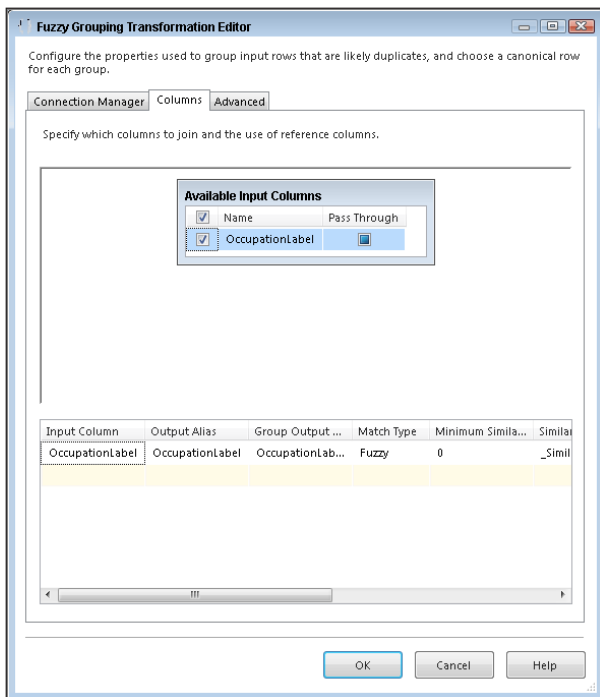 Fuzzy Grouping Transformation Editor
Configure the properties used to group input rows that are likely duplicates, and choose a canonical row
for each group.
Connection Manager Columns Advanced
Specify which columns to join and the use of reference columns.
Available Input Columns
Name Pass Through
OccupationLabel
Input Column Output Alias Group Output ... Match Type Minimum Simila... Similar
OccupationLabel OccupationLabel OccupationLab... Fuzzy 0 _Simil
OK Cancel Help